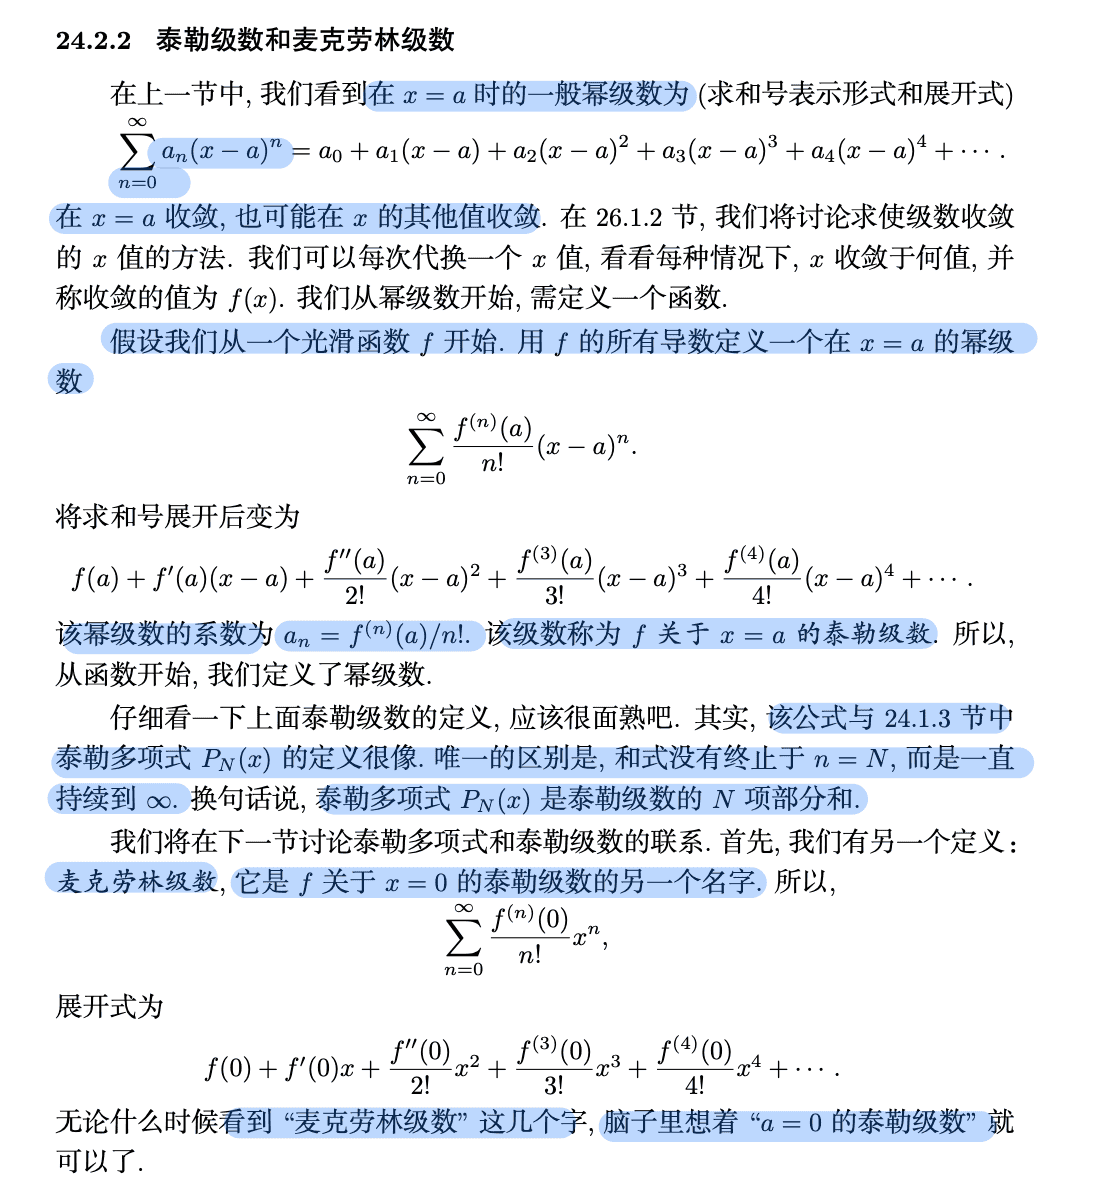 24.2.2 泰勒级数和麦克劳林级数
在上一节中, 我们看到在 x = a 时的一般幂级数为 (求和号表示形式和展开式)
∑_{n=0}^{∞} a_n(x − a)^n = a_0 + a_1(x − a) + a_2(x − a)^2 + a_3(x − a)^3 + a_4(x − a)^4 + ··· .
在 x = a 收敛, 也可能在 x 的其他值收敛. 在 26.1.2 节, 我们将讨论求使级数收敛
的 x 值的方法. 我们可以每次代换一个 x 值, 看看每种情况下, x 收敛于何值, 并
称收敛的值为 f(x). 我们从幂级数开始, 需定义一个函数.
假设我们从一个光滑函数 f 开始. 用 f 的所有导数定义一个在 x = a 的幂级
数
∑_{n=0}^{∞} \frac{f^{(n)}(a)}{n!}(x − a)^n.
将求和号展开后变为
f(a) + f′(a)(x − a) + \frac{f″(a)}{2!}(x − a)^2 + \frac{f^{(3)}(a)}{3!}(x − a)^3 + \frac{f^{(4)}(a)}{4!}(x − a)^4 + ··· .
该幂级数的系数为 a_n = f^{(n)}(a)/n!. 该级数称为 f 关于 x = a 的泰勒级数. 所以,
从函数开始, 我们定义了幂级数.
仔细看一下上面泰勒级数的定义, 应该很面熟吧. 其实, 该公式与 24.1.3 节中
泰勒多项式 P_N(x) 的定义很像. 唯一的区别是, 和式没有终止于 n = N, 而是一直
持续到 ∞. 换句话说, 泰勒多项式 P_N(x) 是泰勒级数的 N 项部分和.
我们将在下一节讨论泰勒多项式和泰勒级数的联系. 首先, 我们有另一个定义:
麦克劳林级数, 它是 f 关于 x = 0 的泰勒级数的另一个名字. 所以,
∑_{n=0}^{∞} \frac{f^{(n)}(0)}{n!}x^n,
展开式为
f(0) + f′(0)x + \frac{f″(0)}{2!}x^2 + \frac{f^{(3)}(0)}{3!}x^3 + \frac{f^{(4)}(0)}{4!}x^4 + ··· .
无论什么时候看到 “麦克劳林级数” 这几个字, 脑子里想着 “a = 0 的泰勒级数” 就
可以了.